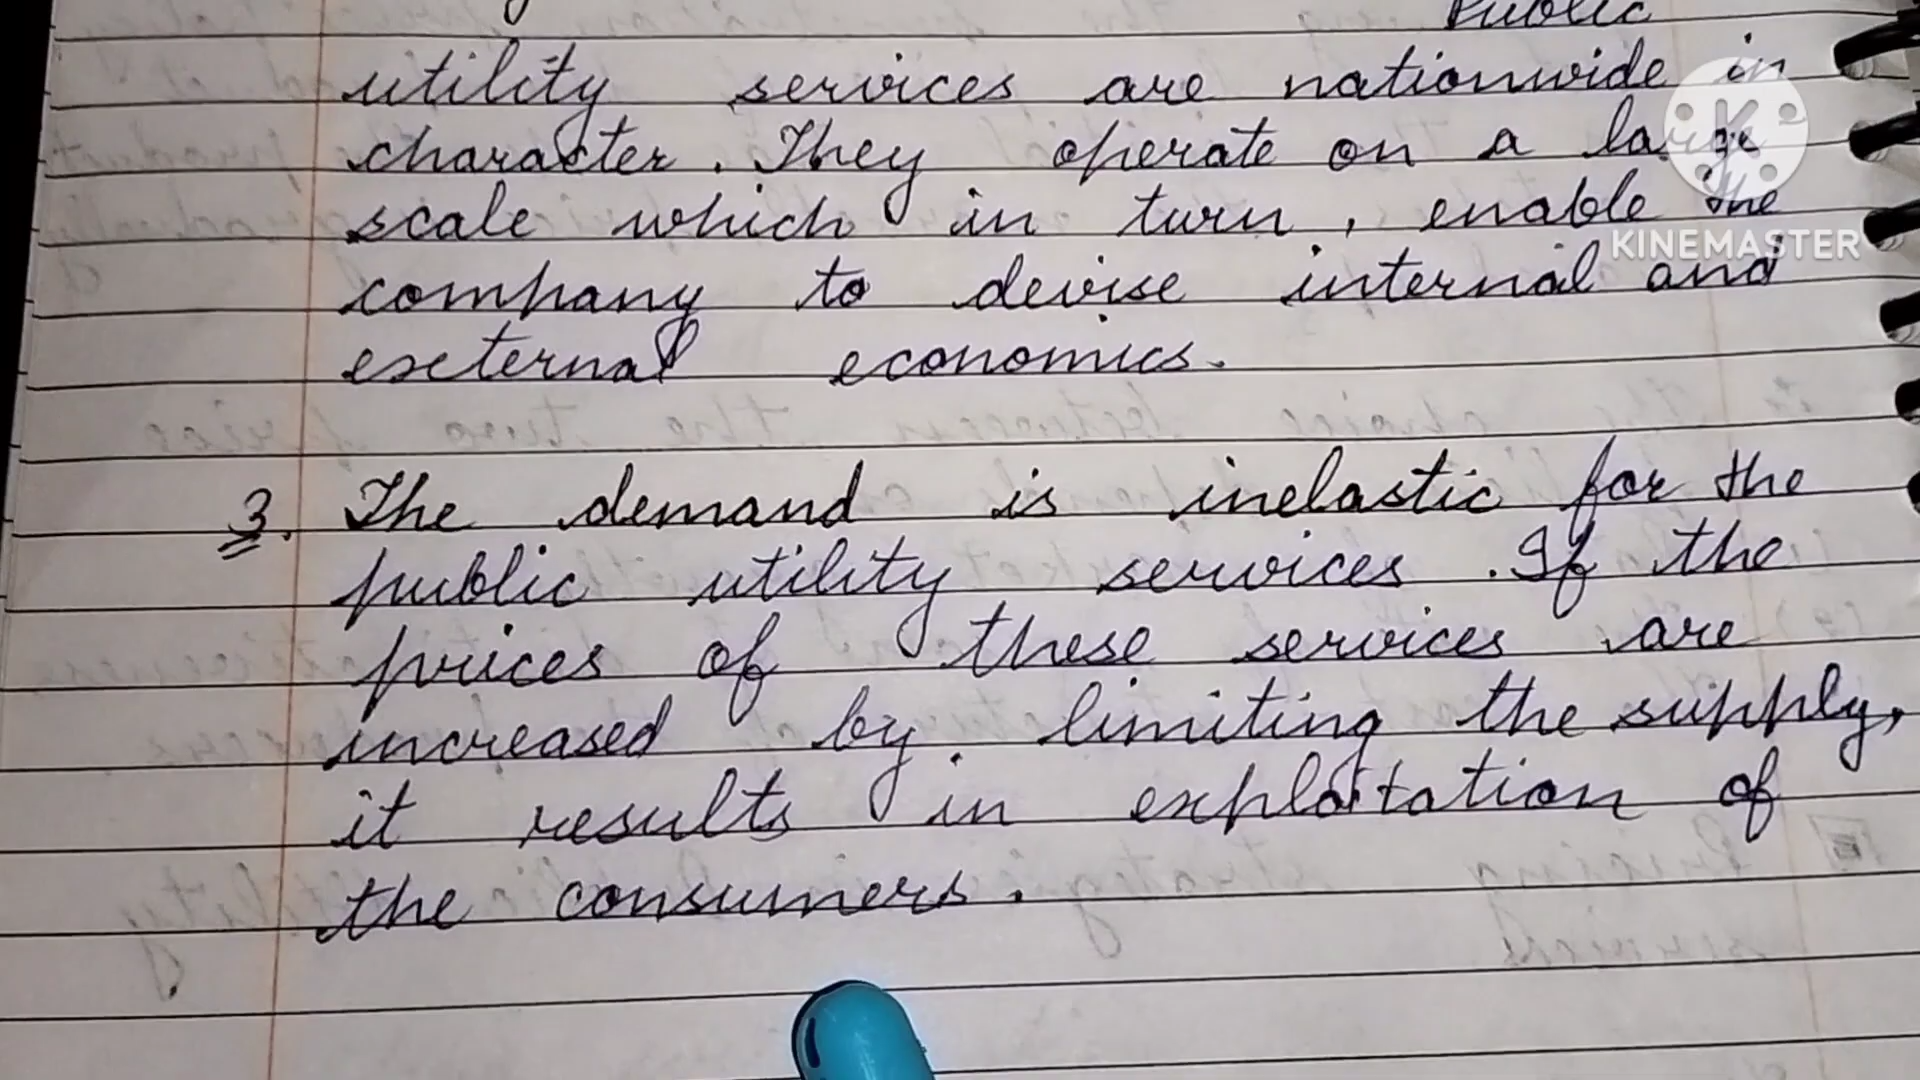 Public
utility services are nationwide in
character. They operate on a large
scale which in turn, enable the
company to devise internal and
external economics.
3. The demand is inelastic for the
public utility services. If the
prices of these services are
increased by limiting the supply,
it results in exploitation of
the consumers.
KINEMASTER